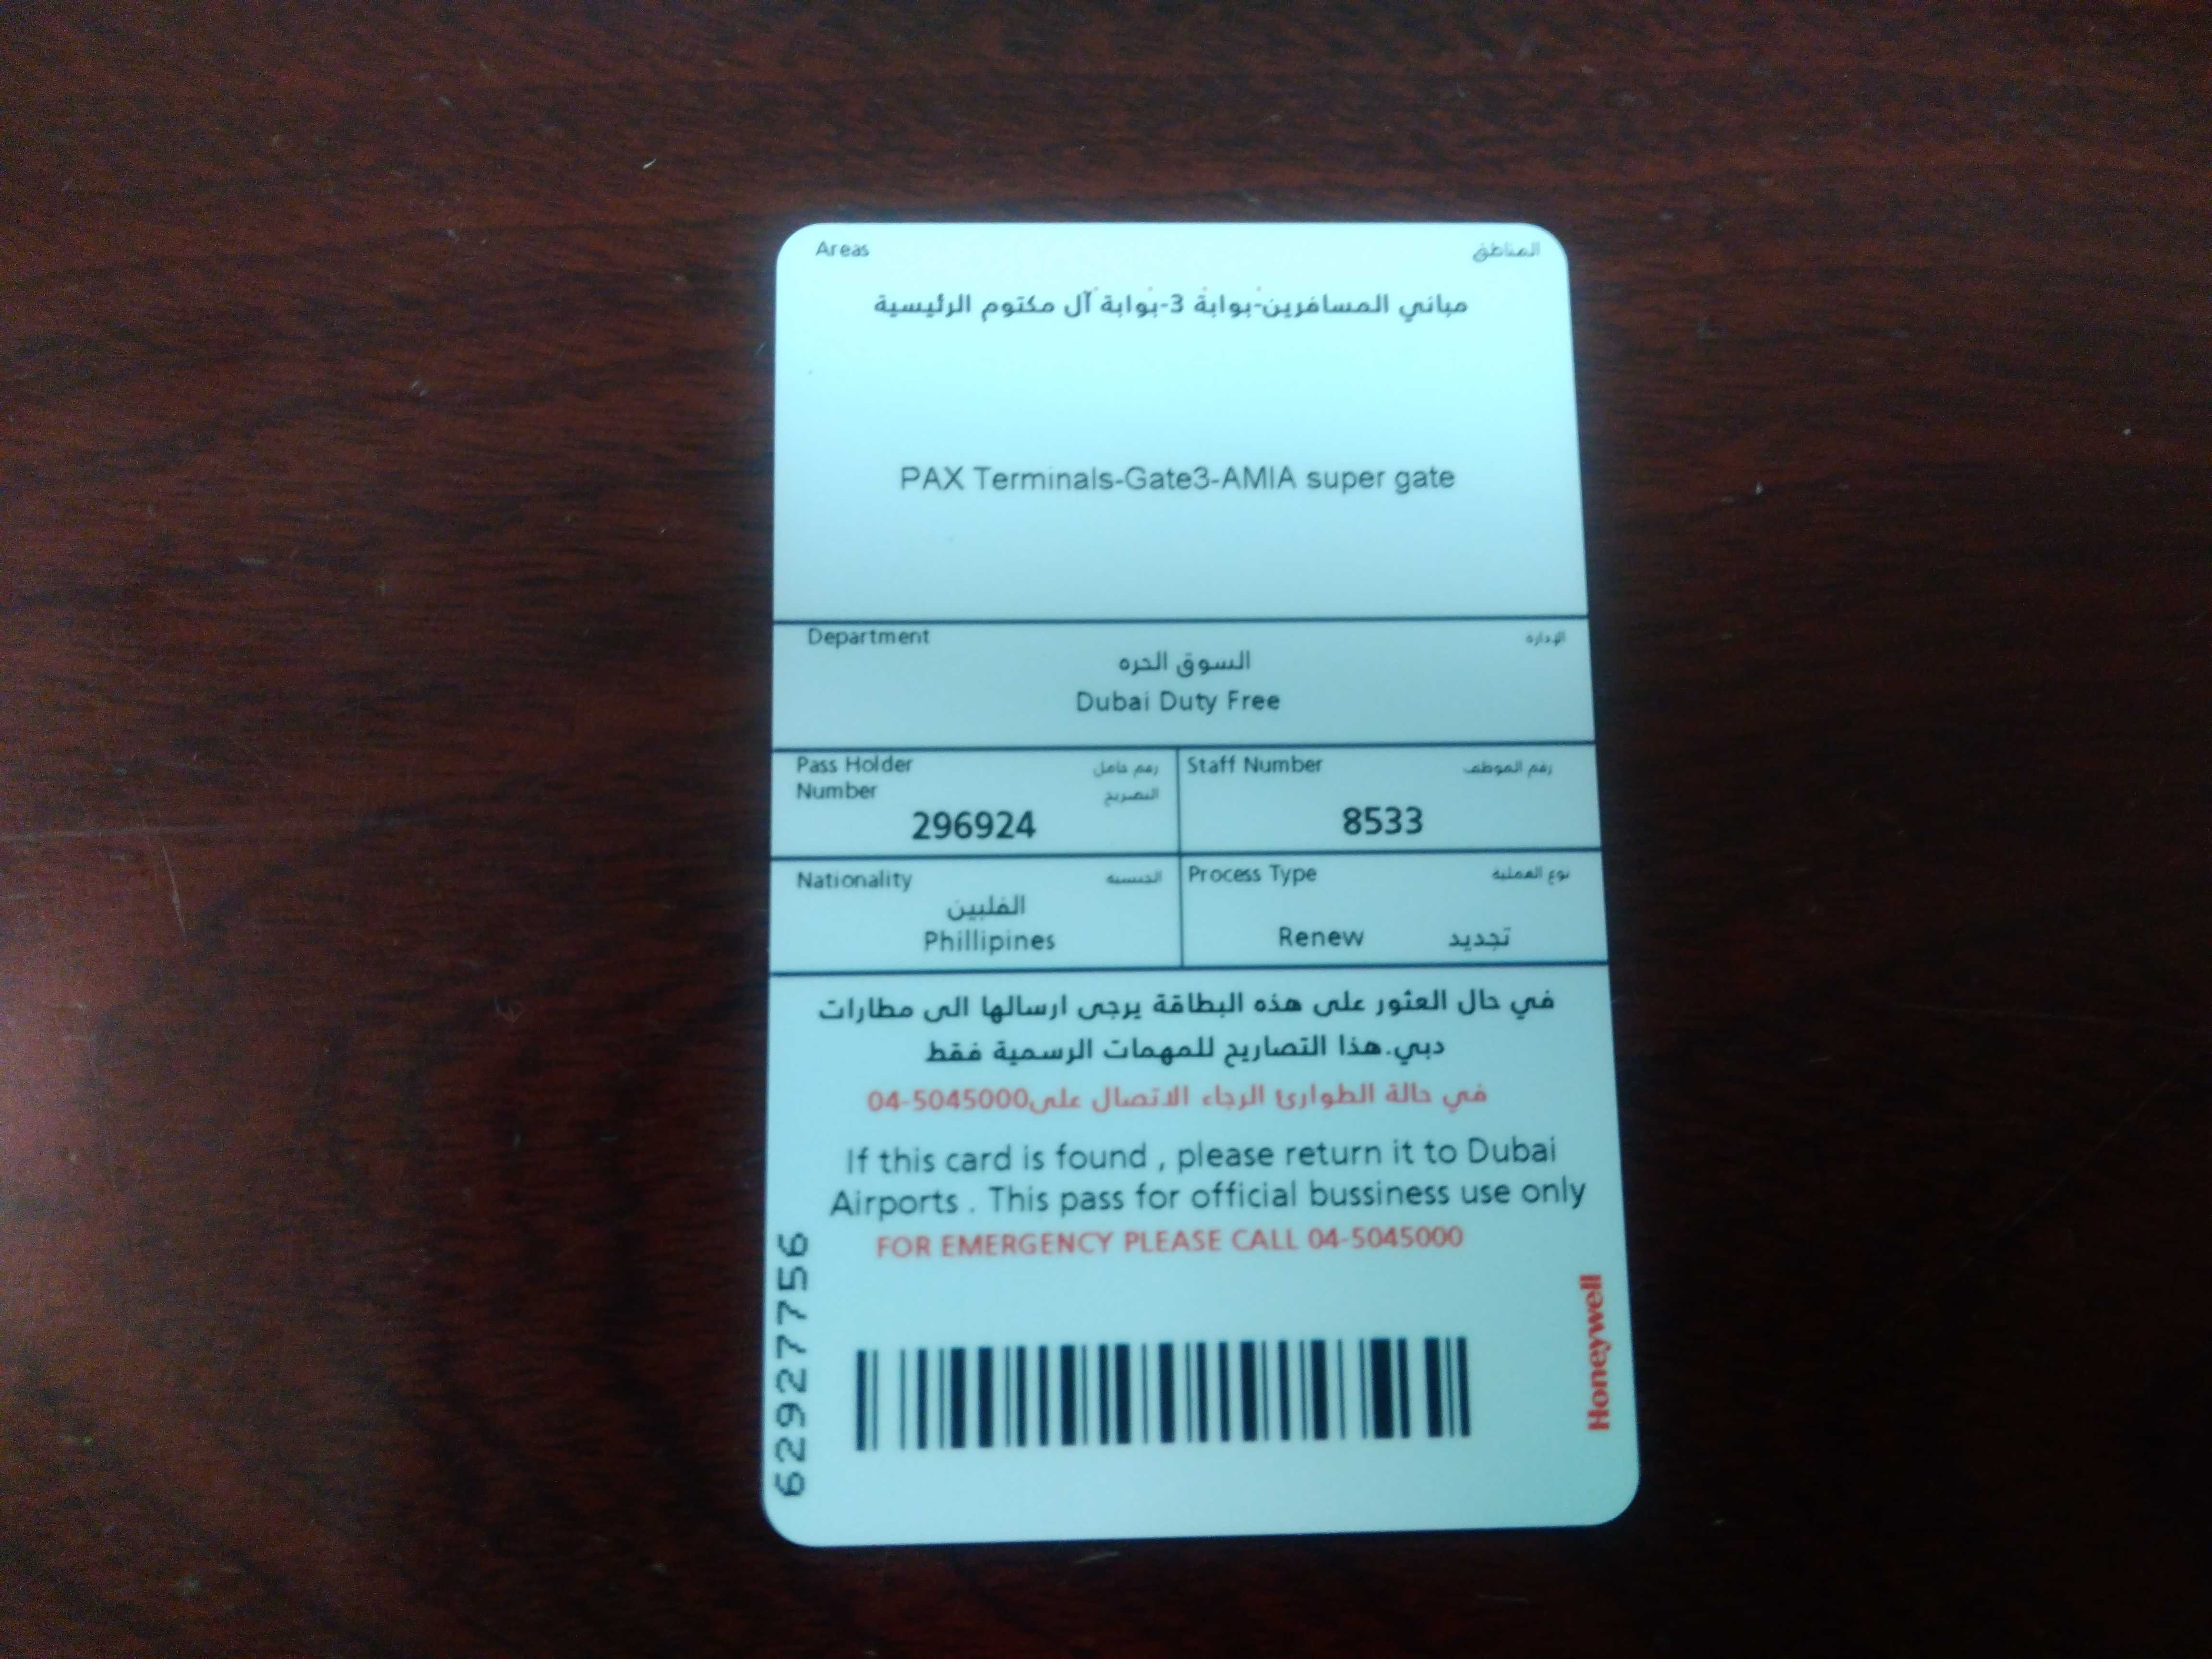 Areas المناطق
مباني المسافرين-بوابة 3-بوابة آل مكتوم الرئيسية
PAX Terminals-Gate3-AMIA super gate
Department الإدارة
السوق الحره
Dubai Duty Free
Pass Holder رقم حامل
Number التصريح
296924
Staff Number رقم الموظف
8533
Nationality الجنسية
الفلبين
Phillipines
Process Type نوع العملية
Renew تجديد
في حال العثور على هذه البطاقة يرجى ارسالها الى مطارات
دبي.هذا التصاريح للمهمات الرسمية فقط
في حالة الطوارئ الرجاء الاتصال على04-5045000
If this card is found , please return it to Dubai
Airports . This pass for official bussiness use only
FOR EMERGENCY PLEASE CALL 04-5045000
62927756
Honeywell